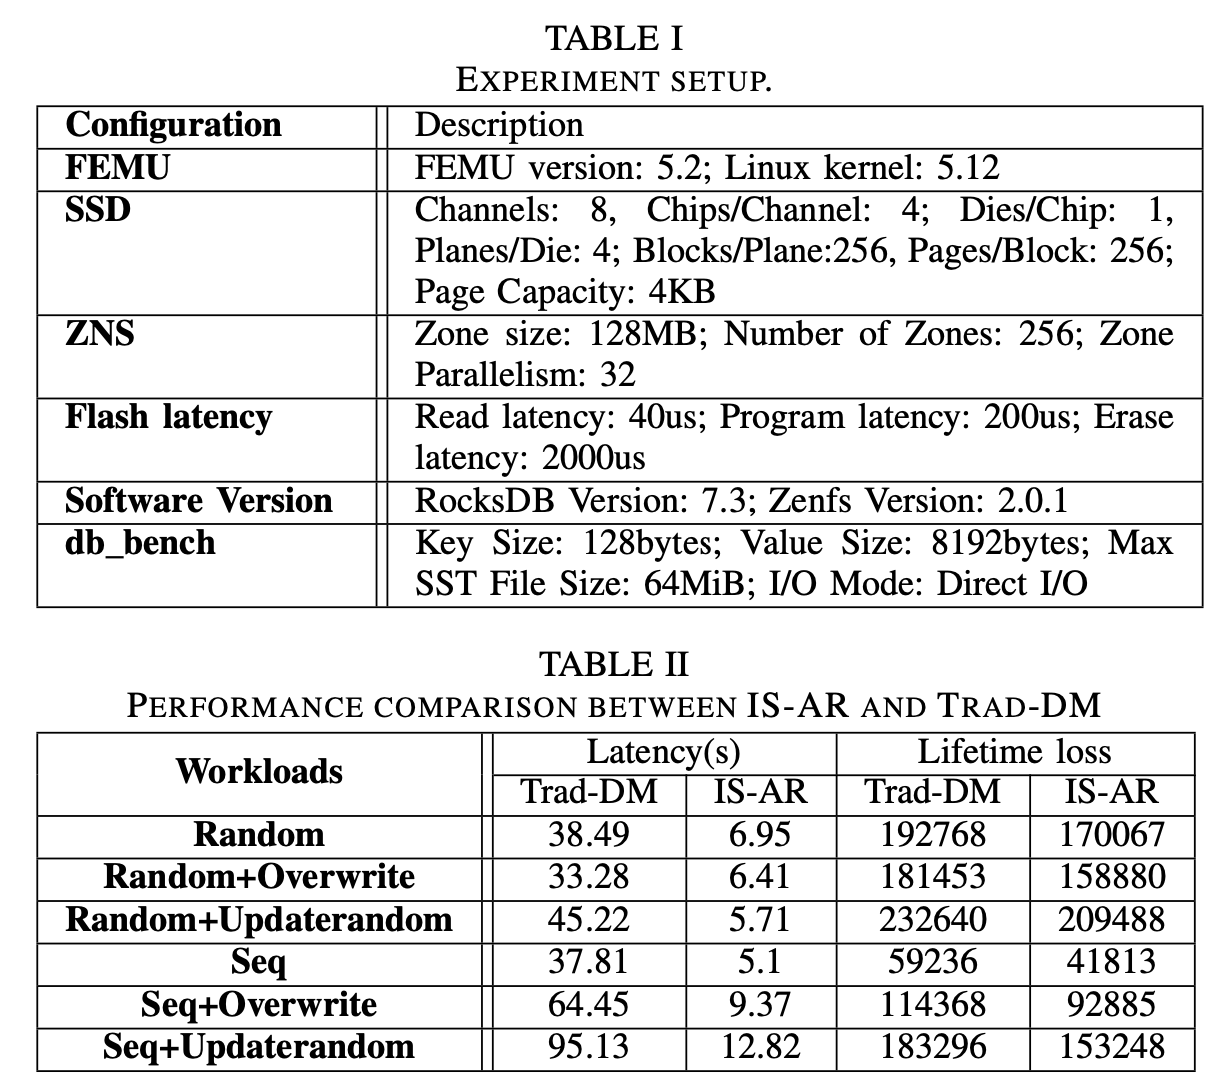 TABLE I
EXPERIMENT SETUP.
Configuration Description
FEMU FEMU version: 5.2; Linux kernel: 5.12
SSD Channels: 8, Chips/Channel: 4; Dies/Chip: 1,
Planes/Die: 4; Blocks/Plane:256, Pages/Block: 256;
Page Capacity: 4KB
ZNS Zone size: 128MB; Number of Zones: 256; Zone
Parallelism: 32
Flash latency Read latency: 40us; Program latency: 200us; Erase
latency: 2000us
Software Version RocksDB Version: 7.3; Zenfs Version: 2.0.1
db_bench Key Size: 128bytes; Value Size: 8192bytes; Max
SST File Size: 64MiB; I/O Mode: Direct I/O
TABLE II
PERFORMANCE COMPARISON BETWEEN IS-AR AND TRAD-DM
Workloads Latency(s) Lifetime loss
Trad-DM IS-AR Trad-DM IS-AR
Random 38.49 6.95 192768 170067
Random+Overwrite 33.28 6.41 181453 158880
Random+Updaterandom 45.22 5.71 232640 209488
Seq 37.81 5.1 59236 41813
Seq+Overwrite 64.45 9.37 114368 92885
Seq+Updaterandom 95.13 12.82 183296 153248